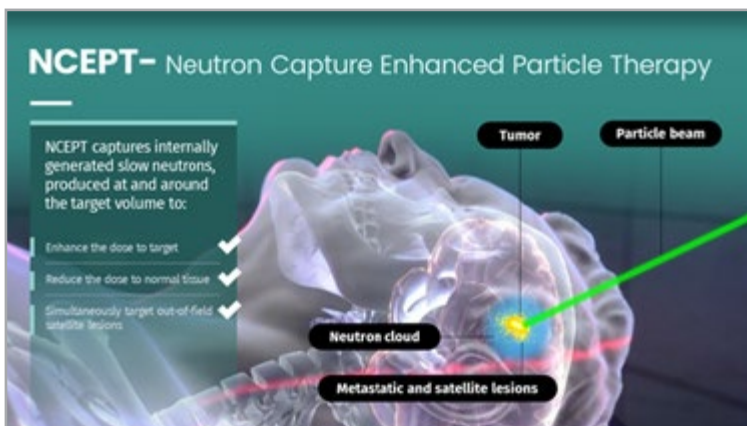 NCEPT- Neutron Capture Enhanced Particle Therapy
NCEPT captures internally
generated slow neutrons,
produced at and around
the target volume to:
Enhance the dose to target
Reduce the dose to normal tissue
Simultaneously target out-of-field
satellite lesions
Tumor
Particle beam
Neutron cloud
Metastatic and satellite lesions